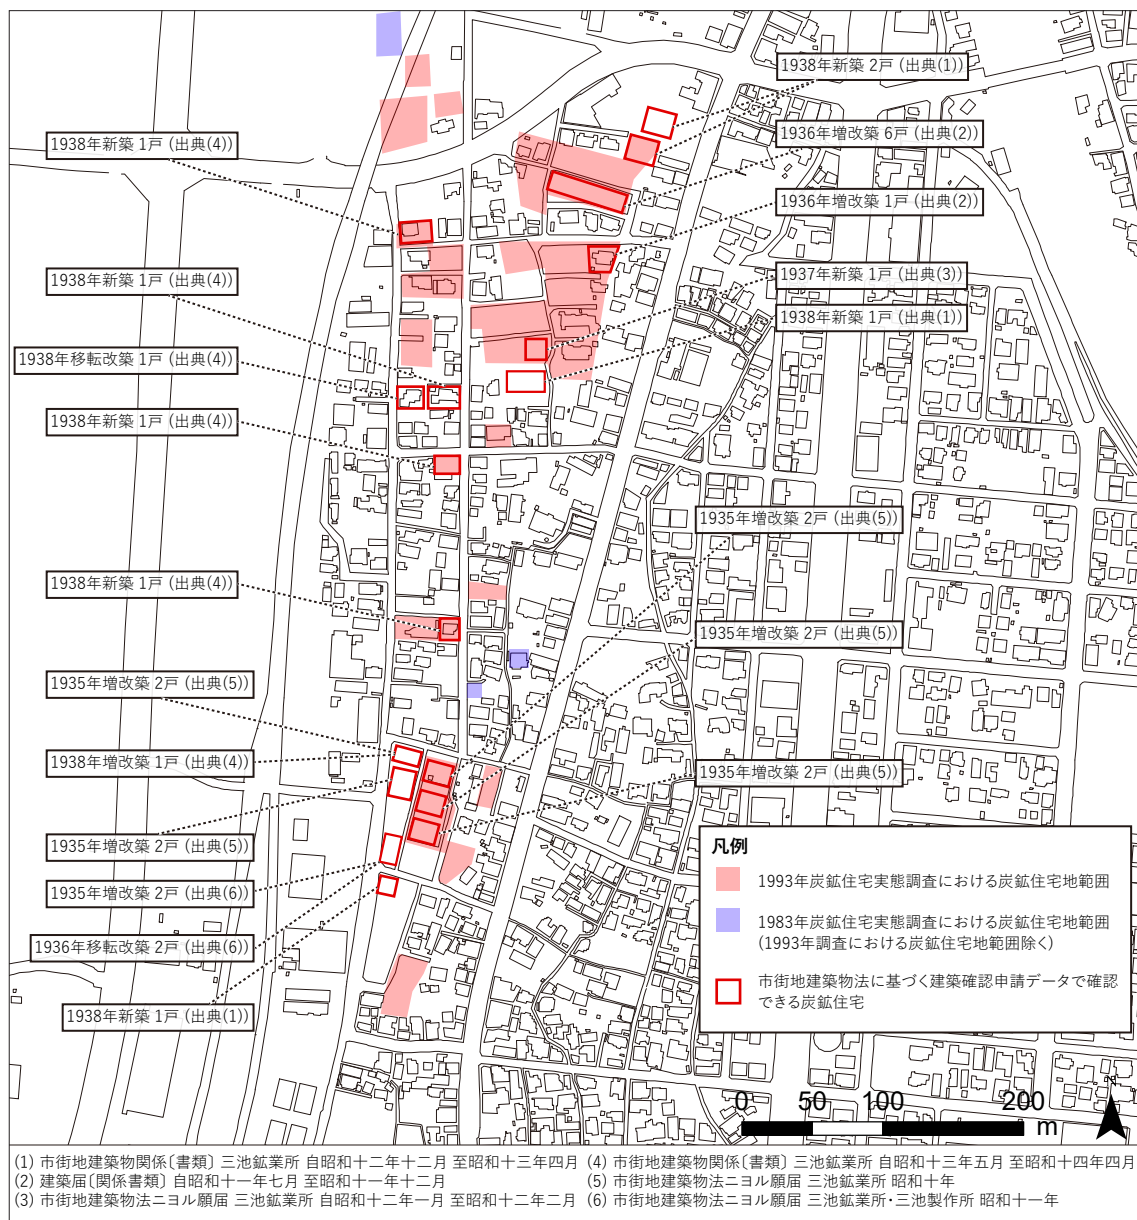 1938年新築 2戸 (出典(1))
1936年増改築 6戸 (出典(2))
1938年新築 1戸 (出典(4))
1936年増改築 1戸 (出典(2))
1938年新築 1戸 (出典(4))
1937年新築 1戸 (出典(3))
1938年新築 1戸 (出典(1))
1938年移転改築 1戸 (出典(4))
1938年新築 1戸 (出典(4))
1935年増改築 2戸 (出典(5))
1938年新築 1戸 (出典(4))
1935年増改築 2戸 (出典(5))
1935年増改築 2戸 (出典(5))
1938年増改築 1戸 (出典(4))
1935年増改築 2戸 (出典(5))
1935年増改築 2戸 (出典(5))
1935年増改築 2戸 (出典(6))
1936年移転改築 2戸 (出典(6))
1938年新築 1戸 (出典(1))
凡例
1993年炭鉱住宅実態調査における炭鉱住宅地範囲
1983年炭鉱住宅実態調査における炭鉱住宅地範囲
(1993年調査における炭鉱住宅地範囲除く)
市街地建築物法に基づく建築確認申請データで確認
できる炭鉱住宅
0 50 100 200
m
N
(1) 市街地建築物関係〔書類〕 三池鉱業所 自昭和十二年十二月 至昭和十三年四月
(2) 建築届〔関係書類〕 自昭和十一年七月 至昭和十一年十二月
(3) 市街地建築物法ニヨル願届 三池鉱業所 自昭和十二年一月 至昭和十二年二月
(4) 市街地建築物関係〔書類〕 三池鉱業所 自昭和十三年五月 至昭和十四年四月
(5) 市街地建築物法ニヨル願届 三池鉱業所 昭和十年
(6) 市街地建築物法ニヨル願届 三池鉱業所・三池製作所 昭和十一年